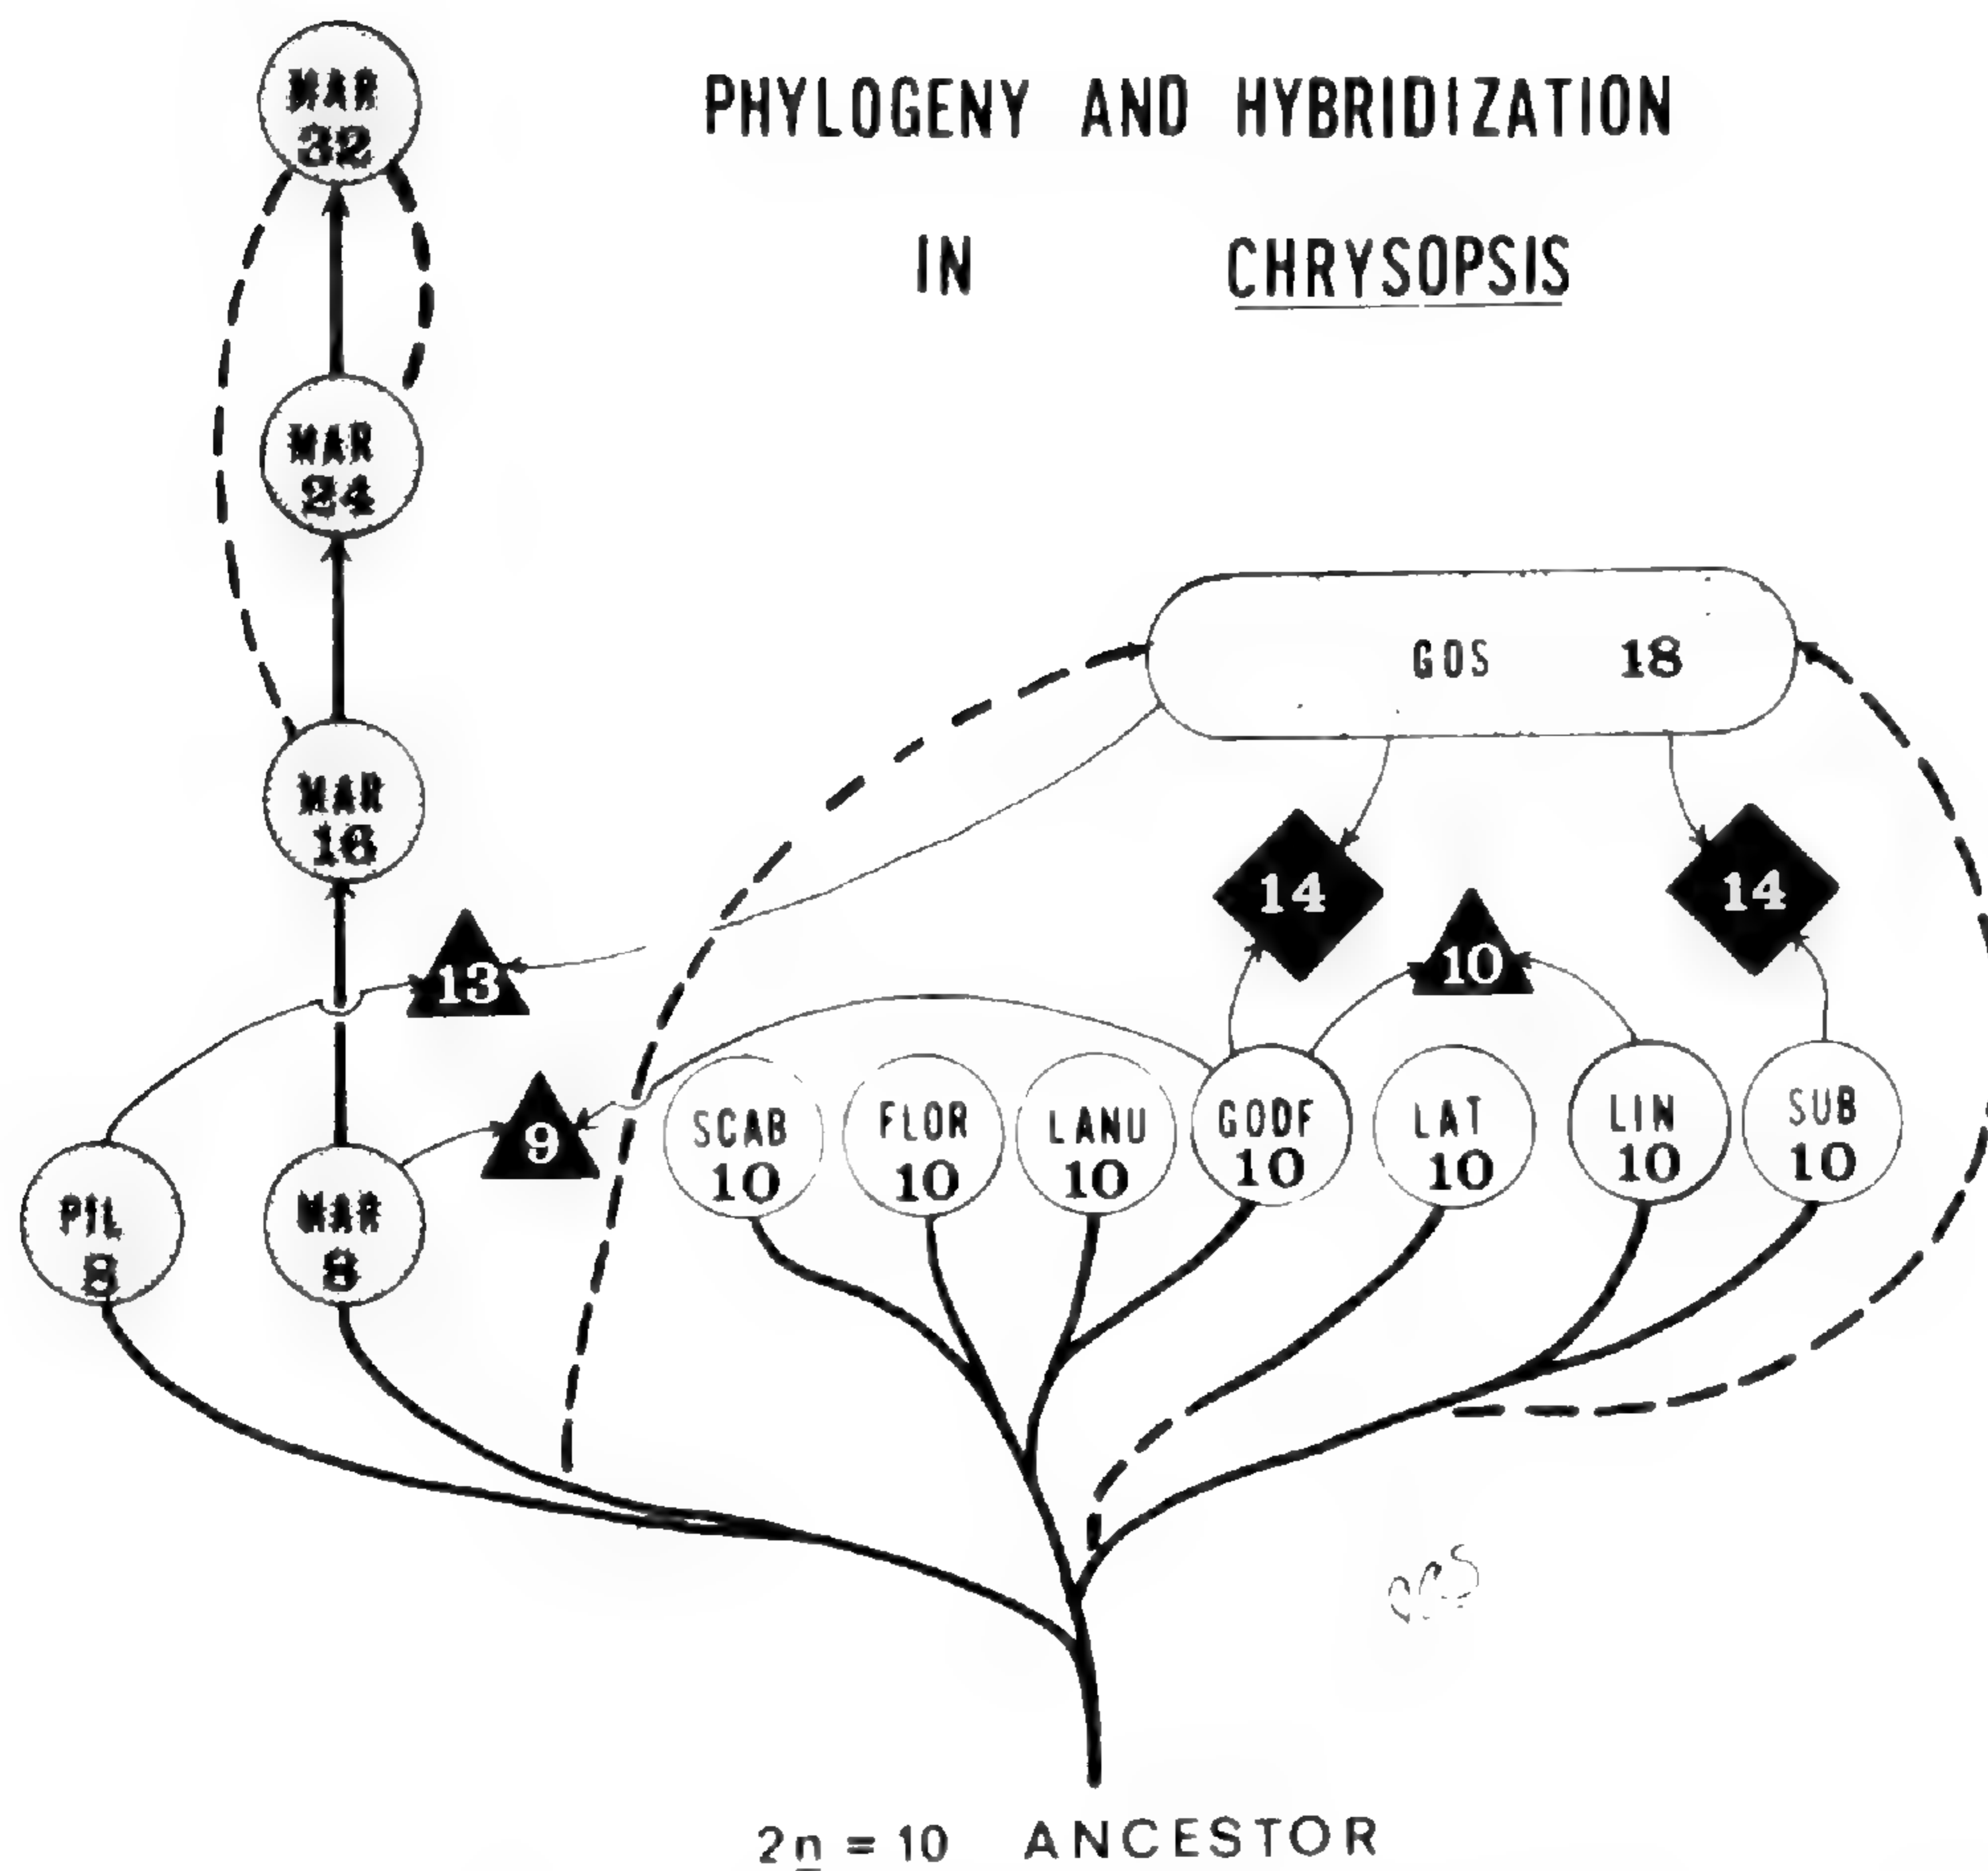 PHYLOGENY AND HYBRIDIZATION
IN CHRYSOPSIS
MAR
32
MAR
24
GOS 18
MAR
16
14
14
10
13
9
SCAB
10
FLOR
10
LANU
10
GODF
10
LAT
10
LIN
10
SUB
10
PIL
8
MAR
8
2n = 10 ANCESTOR